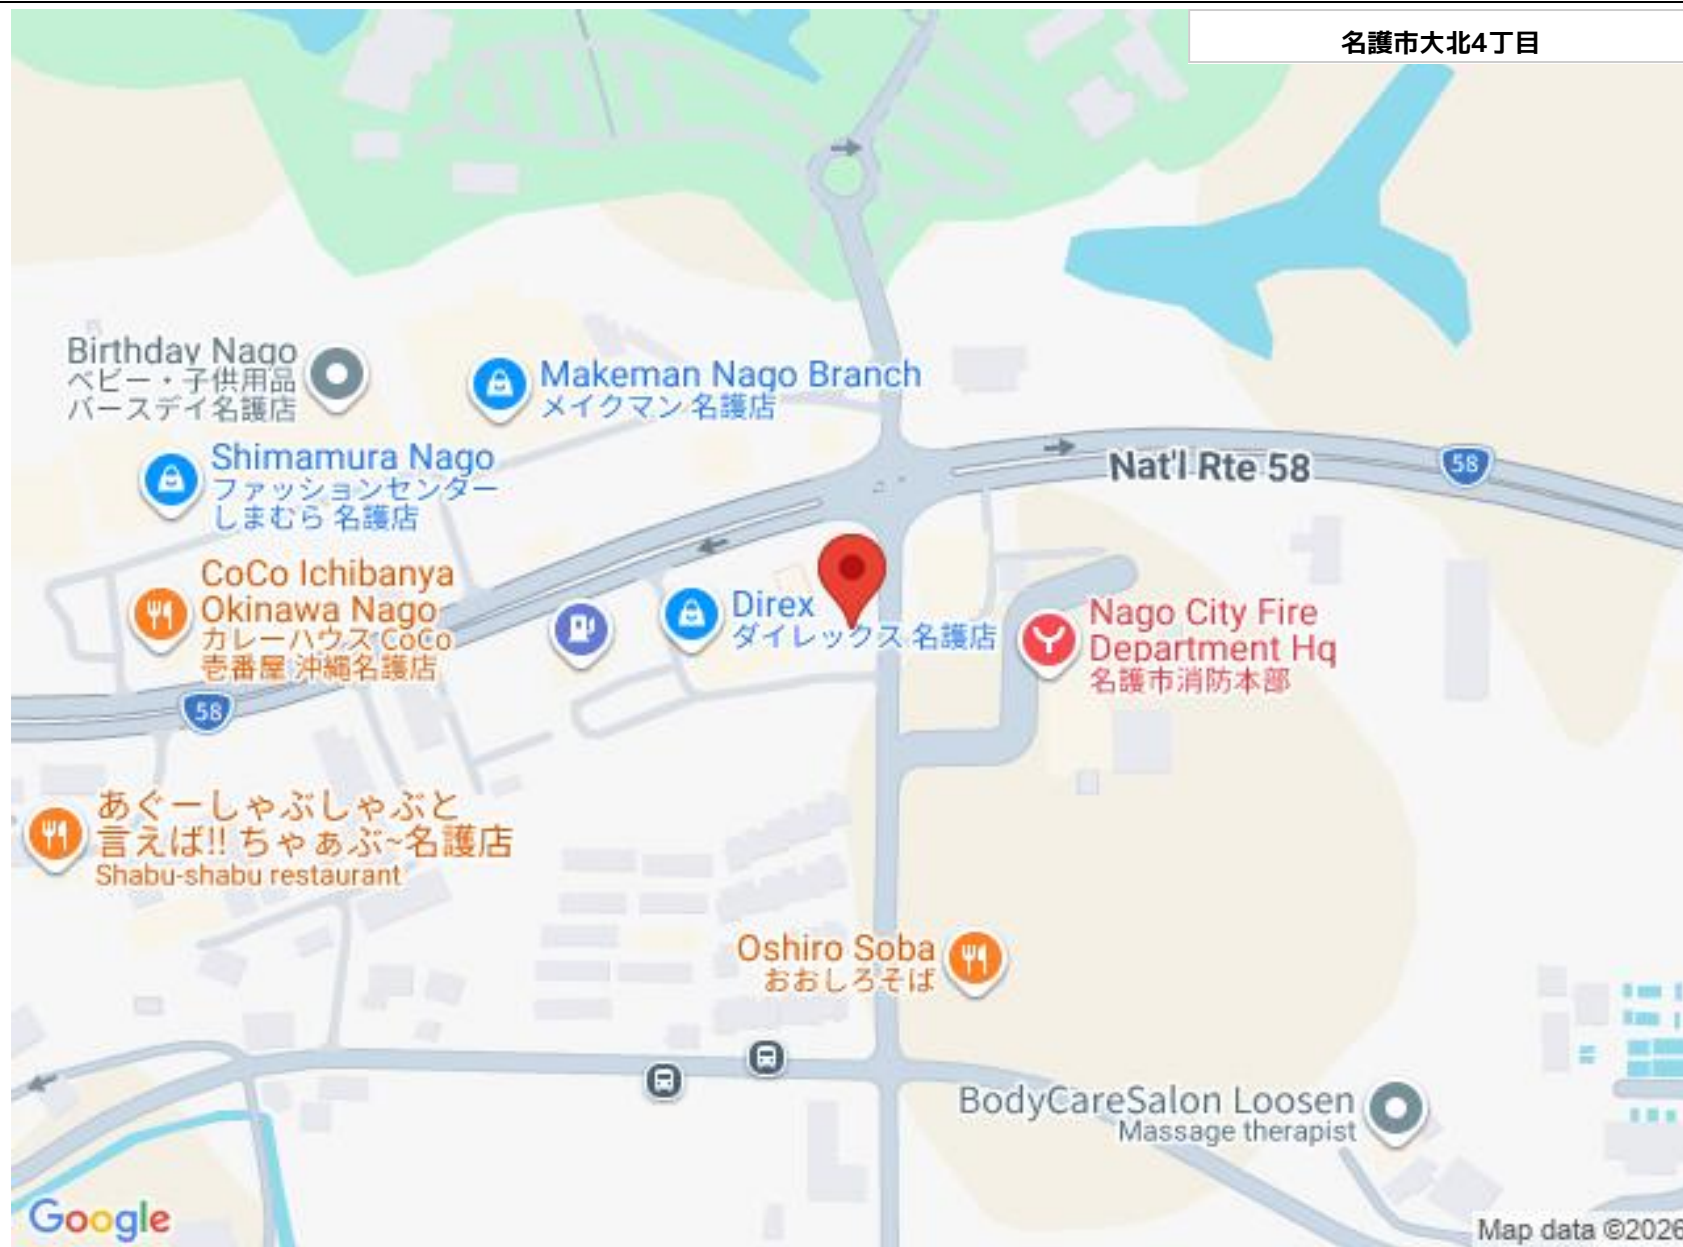 名護市大北4丁目
Birthday Nago
ベビー・子供用品
バースデイ名護店
Makeman Nago Branch
メイクマン 名護店
Shimamura Nago
ファッションセンター
しまむら 名護店
Nat'l Rte 58
58
CoCo Ichibanya
Okinawa Nago
カレーハウス CoCo
壱番屋 沖縄名護店
Direx
ダイレックス 名護店
Nago City Fire
Department Hq
名護市消防本部
58
あぐーしゃぶしゃぶと
言えば!! ちゃぁぶ~名護店
Shabu-shabu restaurant
Oshiro Soba
おおしろそば
BodyCareSalon Loosen
Massage therapist
Google
Map data ©2026